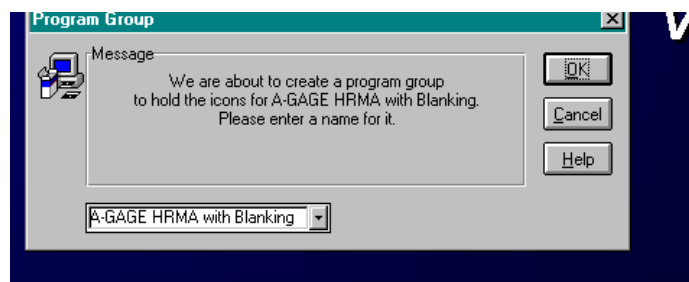 Program Group
Message
We are about to create a program group
to hold the icons for A-GAGE HRMA with Blanking.
Please enter a name for it.
OK
Cancel
Help
A-GAGE HRMA with Blanking